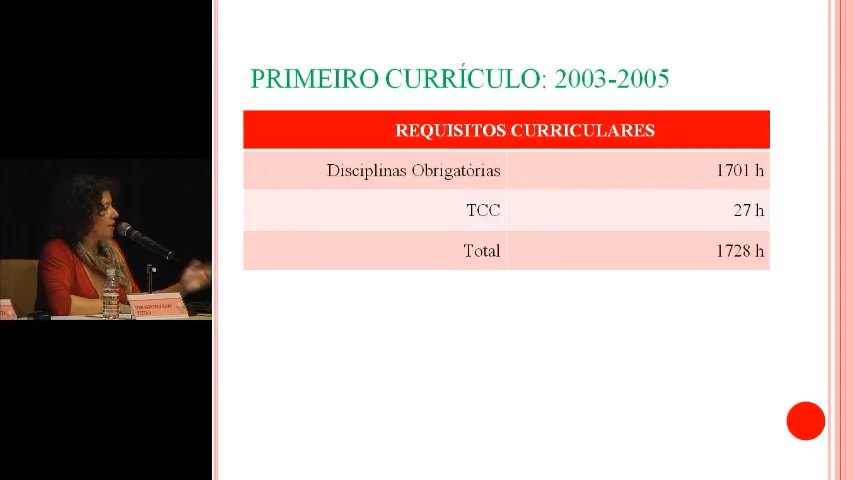 PRIMEIRO CURRÍCULO: 2003-2005
REQUISITOS CURRICULARES
Disciplinas Obrigatórias 1701 h
TCC 27 h
Total 1728 h